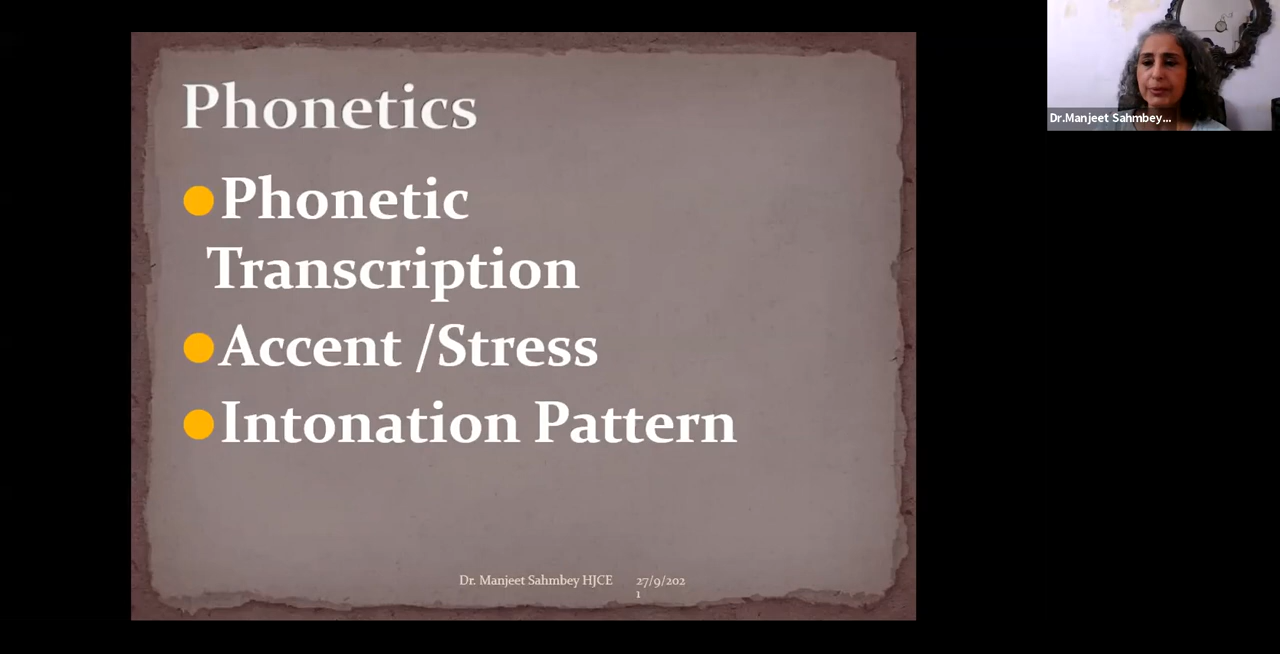 Phonetics
Phonetic
Transcription
Accent /Stress
Intonation Pattern
Dr. Manjeet Sahmbey HJCE
27/9/202
1
Dr.Manjeet Sahmbey...